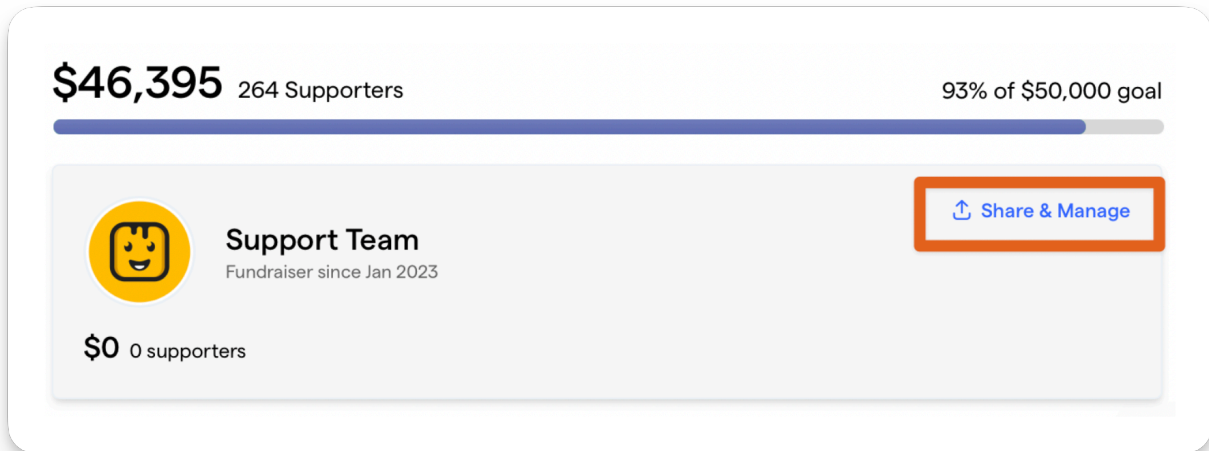 $46,395 264 Supporters 93% of $50,000 goal
Share & Manage
Support Team
Fundraiser since Jan 2023
$0 0 supporters